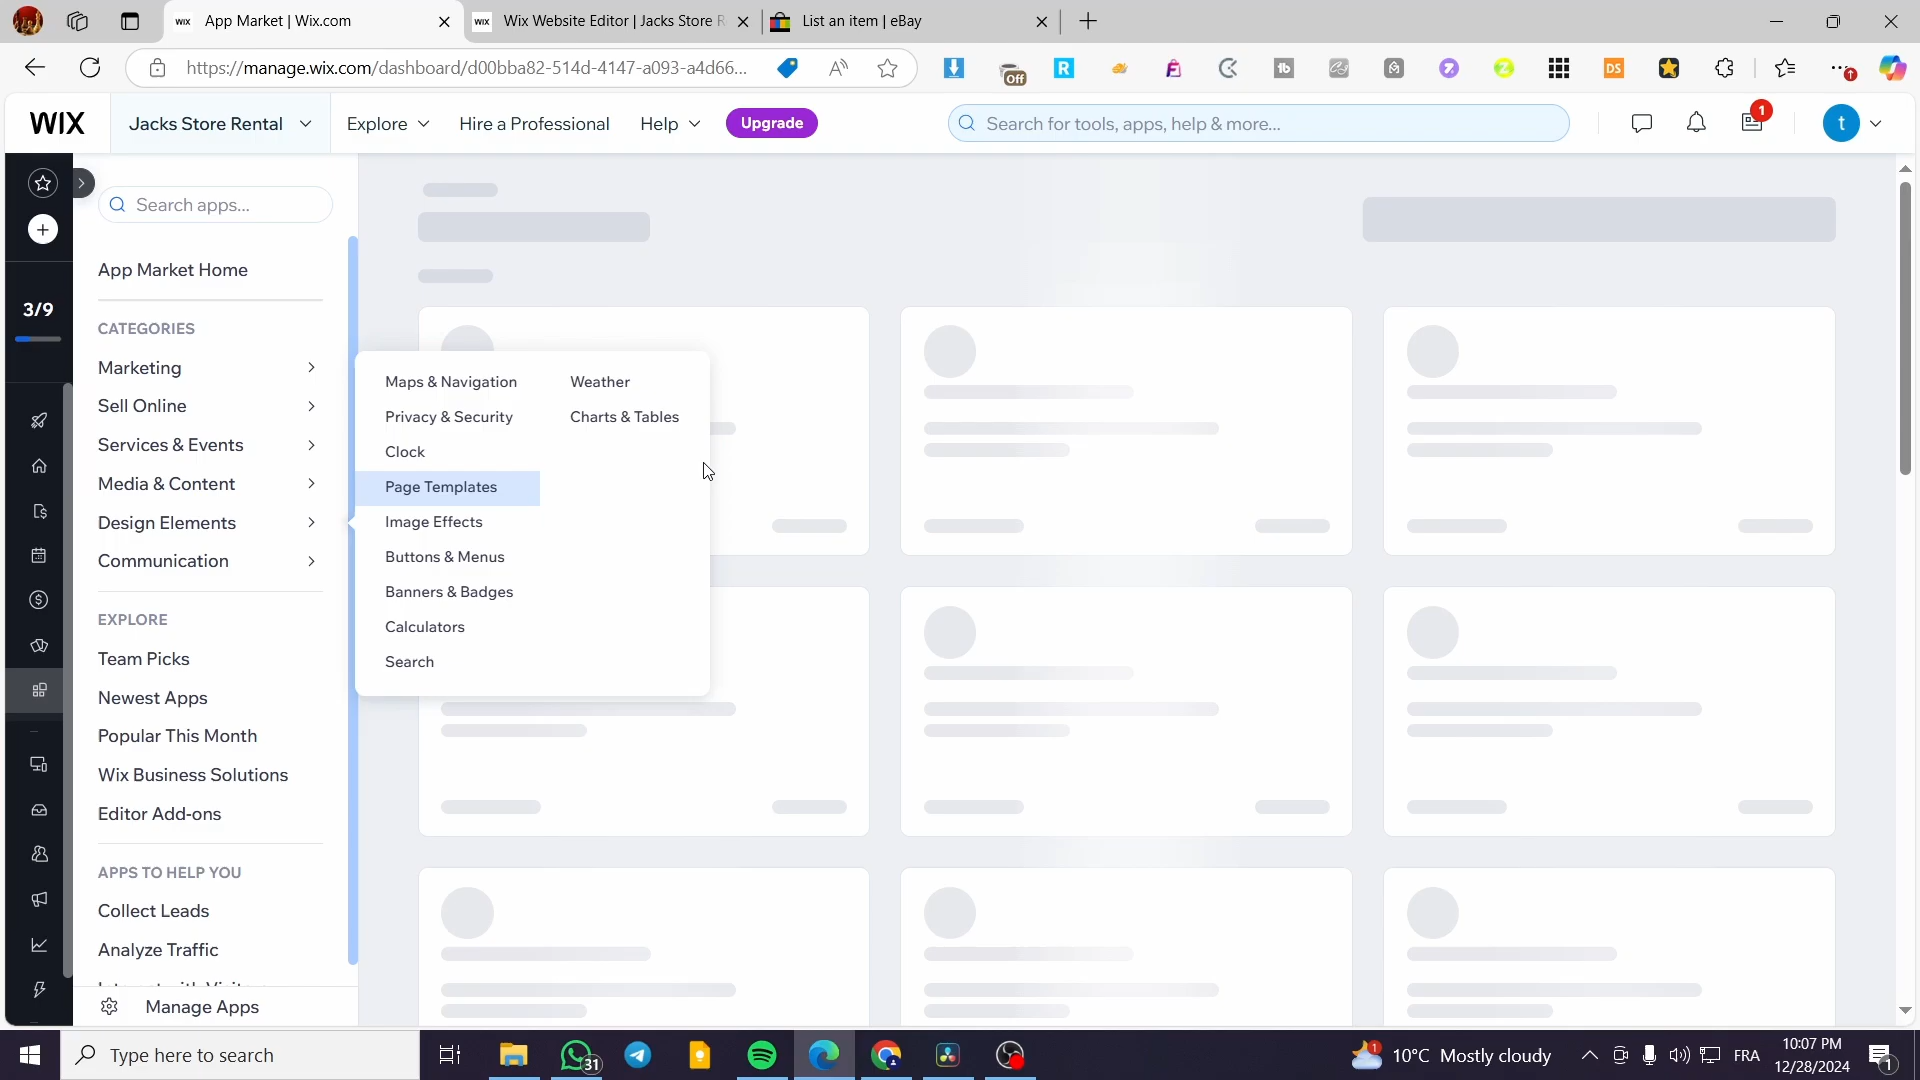 App Market | Wix.com
Wix Website Editor | Jacks Store R
List an item | eBay
https://manage.wix.com/dashboard/d00bba82-514d-4147-a093-a4d66...
Off
WIX
Jacks Store Rental
Explore
Hire a Professional
Help
Upgrade
Search for tools, apps, help & more...
1
t
Search apps...
App Market Home
3/9
CATEGORIES
Marketing
Sell Online
Services & Events
Media & Content
Design Elements
Communication
Maps & Navigation
Privacy & Security
Clock
Page Templates
Image Effects
Buttons & Menus
Banners & Badges
Calculators
Search
Weather
Charts & Tables
EXPLORE
Team Picks
Newest Apps
Popular This Month
Wix Business Solutions
Editor Add-ons
APPS TO HELP YOU
Collect Leads
Analyze Traffic
Manage Apps
Type here to search
31
10°C Mostly cloudy
FRA
10:07 PM
12/28/2024
1